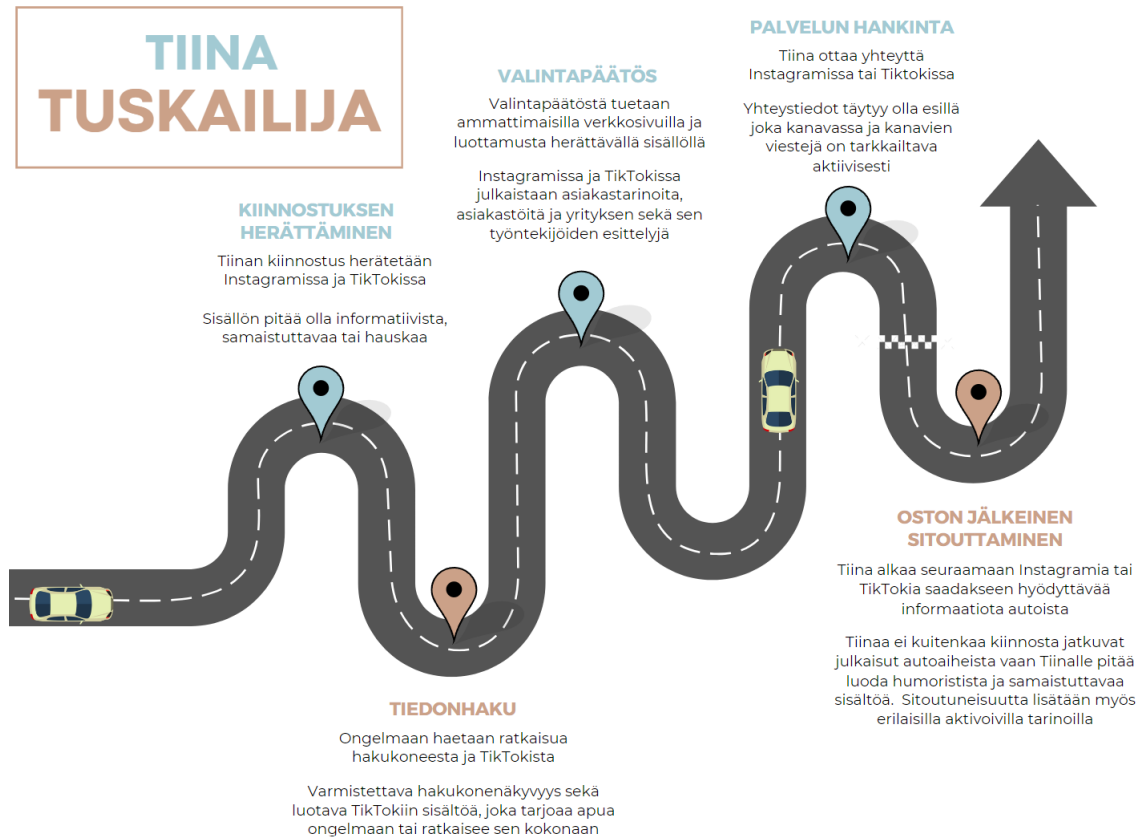 TIINA
TUSKAILIJA
KIINNOSTUKSEN
HERÄTTÄMINEN
Tiinan kiinnostus herätetään
Instagramissa ja TikTokissa
Sisällön pitää olla informatiivista,
samaistuttavaa tai hauskaa
TIEDONHAKU
Ongelmaan haetaan ratkaisua
hakukoneesta ja TikTokista
Varmistettava hakukonenäkyvyys sekä
luotava TikTokiin sisältöä, joka tarjoaa apua
ongelmaan tai ratkaisee sen kokonaan
VALINTAPÄÄTÖS
Valintapäätöstä tuetaan
ammattimaisilla verkkosivuilla ja
luottamusta herättävällä sisällöllä
Instagramissa ja TikTokissa
julkaistaan asiakastarinoita,
asiakastöitä ja yrityksen sekä sen
työntekijöiden esittelyjä
PALVELUN HANKINTA
Tiina ottaa yhteyttä
Instagramissa tai Tiktokissa
Yhteystiedot täytyy olla esillä
joka kanavassa ja kanavien
viestejä on tarkkailtava
aktiivisesti
OSTON JÄLKEINEN
SITOUTTAMINEN
Tiina alkaa seuraamaan Instagramia tai
TikTokia saadakseen hyödyttävää
informaatiota autoista
Tiinaa ei kuitenkaa kiinnosta jatkuvat
julkaisut autoaiheista vaan Tiinalle pitää
luoda humoristista ja samaistuttavaa
sisältöä. Sitoutuneisuutta lisätään myös
erilaisilla aktivoivilla tarinoilla